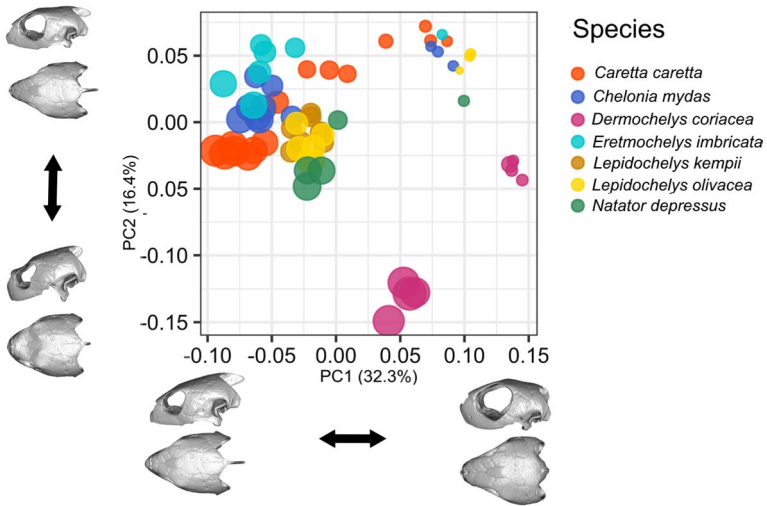 Species
Caretta caretta
Chelonia mydas
Dermochelys coriacea
Eretmochelys imbricata
Lepidochelys kempii
Lepidochelys olivacea
Natator depressus
PC2 (16.4%)
0.05
0.00
0.05
-0.10
-0.15
-0.10
-0.05
0.00
0.05
0.10
0.15
PC1 (32.3%)